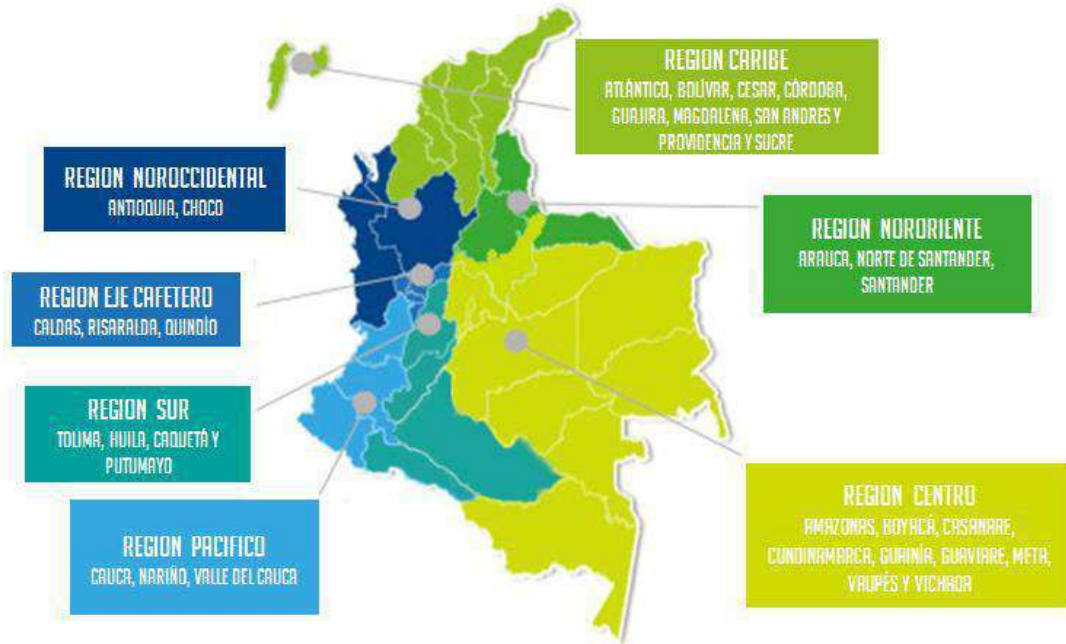 REGION CARIBE
ATLÁNTICO, BOLÍVAR, CESAR, CÓRDOBA,
GUAJIRA, MAGDALENA, SAN ANDRES Y
PROVIDENCIA Y SUCRE
REGION NOROCCIDENTAL
ANTIOQUIA, CHOCO
REGION NORORIENTE
ARAUCA, NORTE DE SANTANDER,
SANTANDER
REGION EJE CAFETERO
CALDAS, RISARALDA, QUINDÍO
REGION SUR
TOLIMA, HUILA, CAQUETÁ Y
PUTUMAYO
REGION CENTRO
AMAZONAS, BOYACÁ, CASANARE,
CUNDINAMARCA, GUAINÍA, GUAVIARE, META,
VAUPÉS Y VICHADA
REGION PACIFICO
CAUCA, NARIÑO, VALLE DEL CAUCA